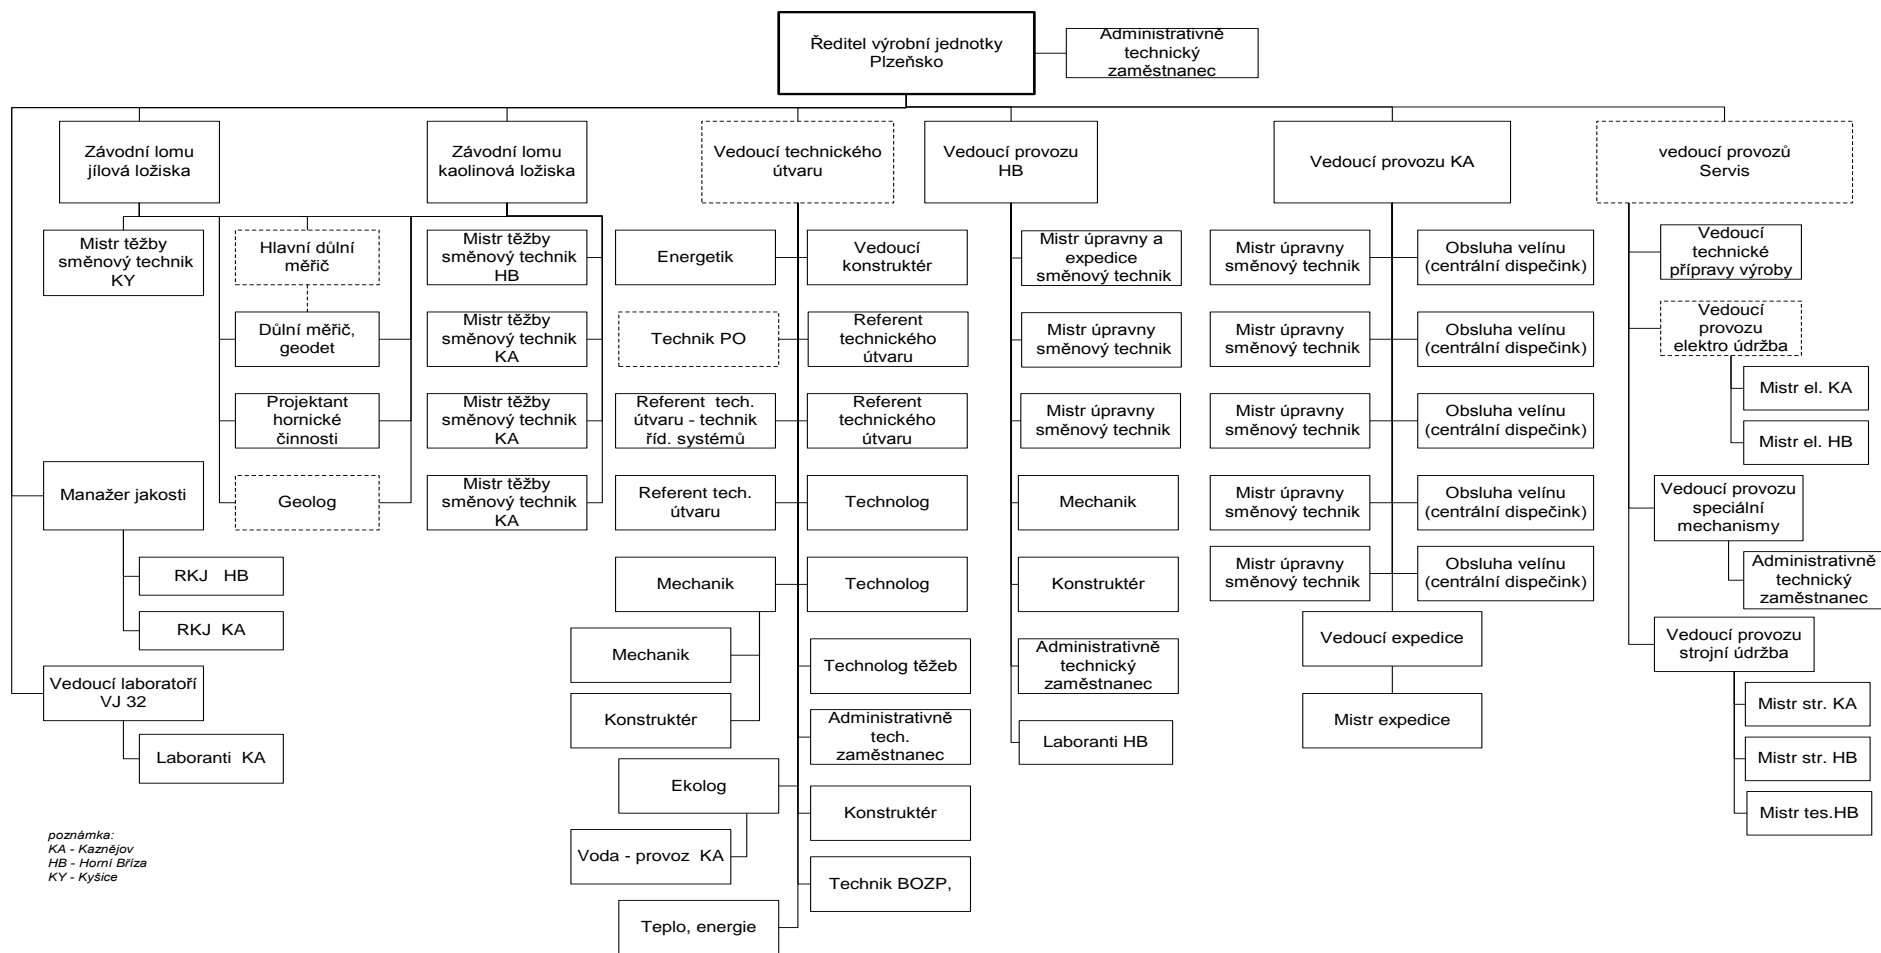 Ředitel výrobní jednotky
Plzeňsko
Administrativně
technický
zaměstnanec
Závodní lomu
jílová ložiska
Závodní lomu
kaolinová ložiska
Vedoucí technického
útvaru
Vedoucí provozu
HB
Vedoucí provozu KA
vedoucí provozů
Servis
Mistr těžby
směnový technik
KY
Hlavní důlní
měřič
Důlní měřič,
geodet
Projektant
hornické
činnosti
Geolog
Manažer jakosti
RKJ HB
RKJ KA
Vedoucí laboratoří
VJ 32
Laboranti KA
Mistr těžby
směnový technik
HB
Mistr těžby
směnový technik
KA
Mistr těžby
směnový technik
KA
Mistr těžby
směnový technik
KA
Energetik
Vedoucí
konstruktér
Technik PO
Referent
technického
útvaru
Referent tech.
útvaru - technik
říd. systémů
Referent
technického
útvaru
Referent tech.
útvaru
Technolog
Mechanik
Technolog
Mechanik
Technolog těžeb
Konstruktér
Administrativně
tech.
zaměstnanec
Ekolog
Konstruktér
Voda - provoz KA
Technik BOZP,
Teplo, energie
Mistr úpravny a
expedice
směnový technik
Mistr úpravny
směnový technik
Mistr úpravny
směnový technik
Mechanik
Konstruktér
Administrativně
technický
zaměstnanec
Laboranti HB
Mistr úpravny
směnový technik
Obsluha velínu
(centrální dispečink)
Mistr úpravny
směnový technik
Obsluha velínu
(centrální dispečink)
Mistr úpravny
směnový technik
Obsluha velínu
(centrální dispečink)
Mistr úpravny
směnový technik
Obsluha velínu
(centrální dispečink)
Mistr úpravny
směnový technik
Obsluha velínu
(centrální dispečink)
Vedoucí expedice
Mistr expedice
Vedoucí
technické
přípravy výroby
Vedoucí
provozu
elektro údržba
Mistr el. KA
Mistr el. HB
Vedoucí provozu
speciální
mechanismy
Administrativně
technický
zaměstnanec
Vedoucí provozu
strojní údržba
Mistr str. KA
Mistr str. HB
Mistr tes.HB
poznámka:
KA - Kaznějov
HB - Horní Bříza
KY - Kyšice